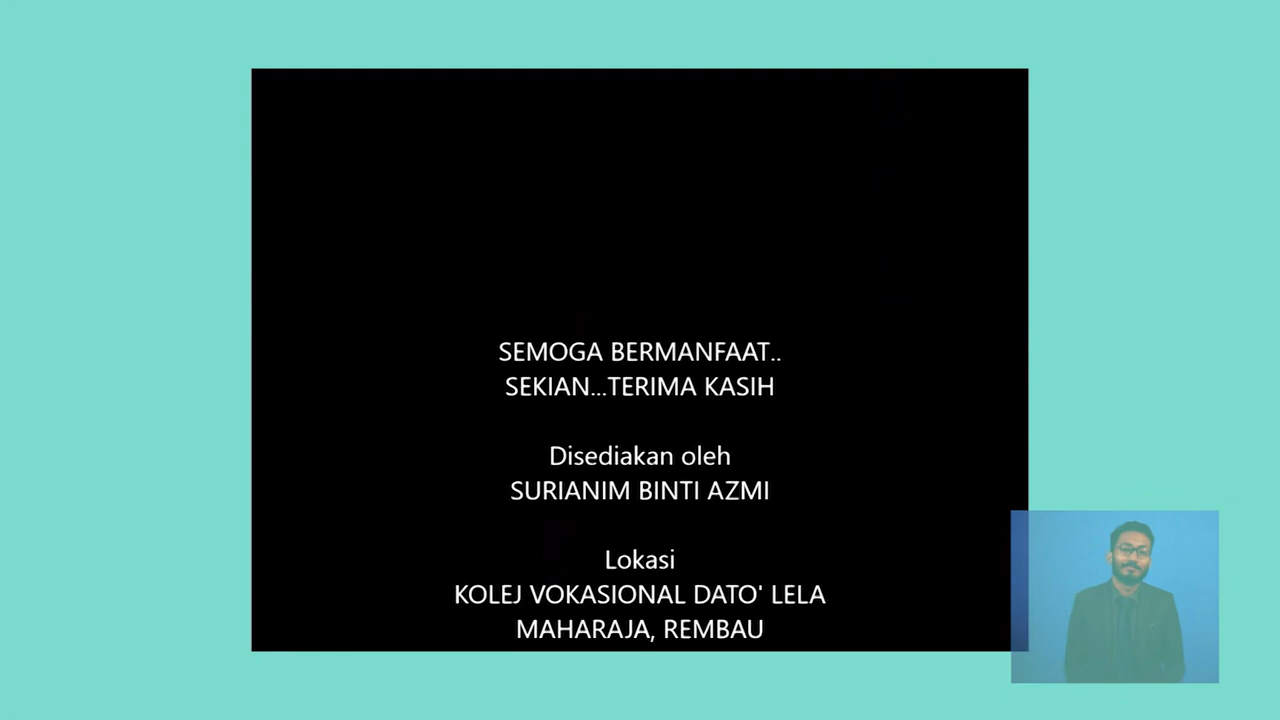 SEMOGA BERMANFAAT..
SEKIAN...TERIMA KASIH
Disediakan oleh
SURIANIM BINTI AZMI
Lokasi
KOLEJ VOKASIONAL DATO' LELA
MAHARAJA, REMBAU